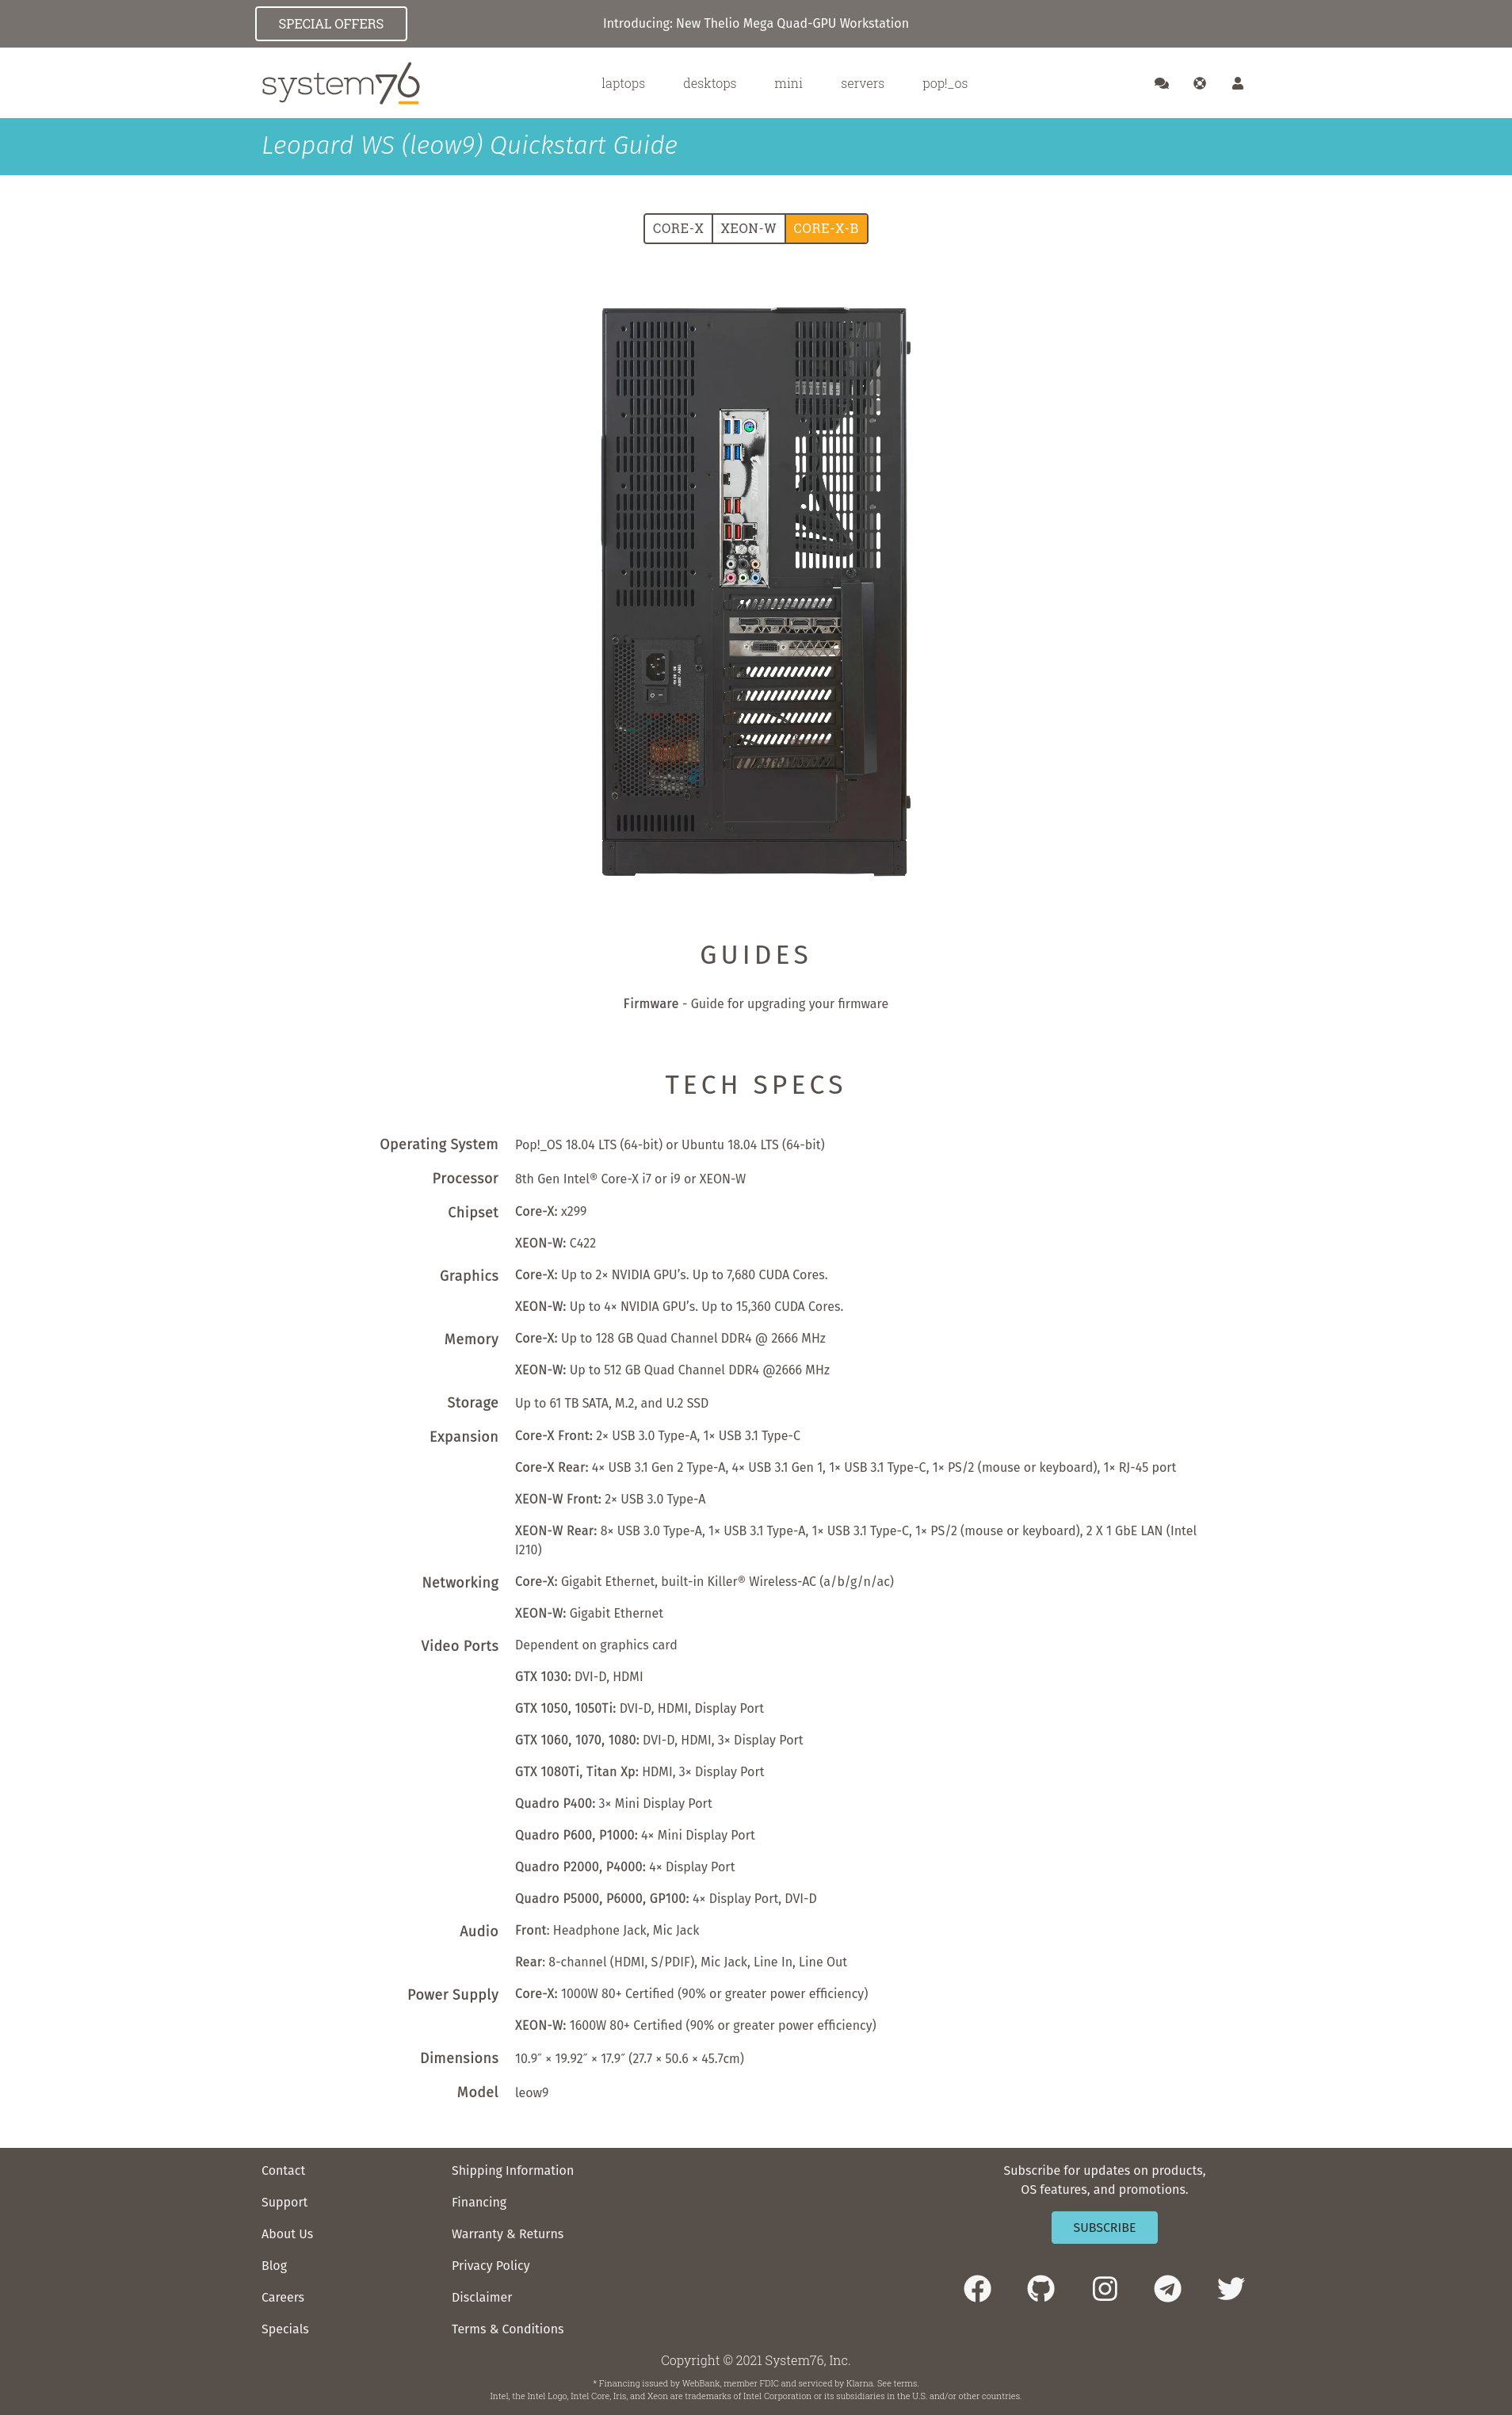 SPECIAL OFFERS
Introducing: New Thelio Mega Quad-GPU Workstation
system76
laptops
desktops
mini
servers
pop!_os
Leopard WS (leow9) Quickstart Guide
CORE-X
XEON-W
CORE-X-B
GUIDES
Firmware - Guide for upgrading your firmware
TECH SPECS
Operating System
Pop!_OS 18.04 LTS (64-bit) or Ubuntu 18.04 LTS (64-bit)
Processor
8th Gen Intel® Core-X i7 or i9 or XEON-W
Chipset
Core-X: x299
XEON-W: C422
Graphics
Core-X: Up to 2× NVIDIA GPU’s. Up to 7,680 CUDA Cores.
XEON-W: Up to 4× NVIDIA GPU’s. Up to 15,360 CUDA Cores.
Memory
Core-X: Up to 128 GB Quad Channel DDR4 @ 2666 MHz
XEON-W: Up to 512 GB Quad Channel DDR4 @2666 MHz
Storage
Up to 61 TB SATA, M.2, and U.2 SSD
Expansion
Core-X Front: 2× USB 3.0 Type-A, 1× USB 3.1 Type-C
Core-X Rear: 4× USB 3.1 Gen 2 Type-A, 4× USB 3.1 Gen 1, 1× USB 3.1 Type-C, 1× PS/2 (mouse or keyboard), 1× RJ-45 port
XEON-W Front: 2× USB 3.0 Type-A
XEON-W Rear: 8× USB 3.0 Type-A, 1× USB 3.1 Type-A, 1× USB 3.1 Type-C, 1× PS/2 (mouse or keyboard), 2 X 1 GbE LAN (Intel
I210)
Networking
Core-X: Gigabit Ethernet, built-in Killer® Wireless-AC (a/b/g/n/ac)
XEON-W: Gigabit Ethernet
Video Ports
Dependent on graphics card
GTX 1030: DVI-D, HDMI
GTX 1050, 1050Ti: DVI-D, HDMI, Display Port
GTX 1060, 1070, 1080: DVI-D, HDMI, 3× Display Port
GTX 1080Ti, Titan Xp: HDMI, 3× Display Port
Quadro P400: 3× Mini Display Port
Quadro P600, P1000: 4× Mini Display Port
Quadro P2000, P4000: 4× Display Port
Quadro P5000, P6000, GP100: 4× Display Port, DVI-D
Audio
Front: Headphone Jack, Mic Jack
Rear: 8-channel (HDMI, S/PDIF), Mic Jack, Line In, Line Out
Power Supply
Core-X: 1000W 80+ Certified (90% or greater power efficiency)
XEON-W: 1600W 80+ Certified (90% or greater power efficiency)
Dimensions
10.9″ × 19.92″ × 17.9″ (27.7 × 50.6 × 45.7cm)
Model
leow9
Contact
Support
About Us
Blog
Careers
Specials
Shipping Information
Financing
Warranty & Returns
Privacy Policy
Disclaimer
Terms & Conditions
Subscribe for updates on products,
OS features, and promotions.
SUBSCRIBE
Copyright © 2021 System76, Inc.
* Financing issued by WebBank, member FDIC and serviced by Klarna. See terms.
Intel, the Intel Logo, Intel Core, Iris, and Xeon are trademarks of Intel Corporation or its subsidiaries in the U.S. and/or other countries.